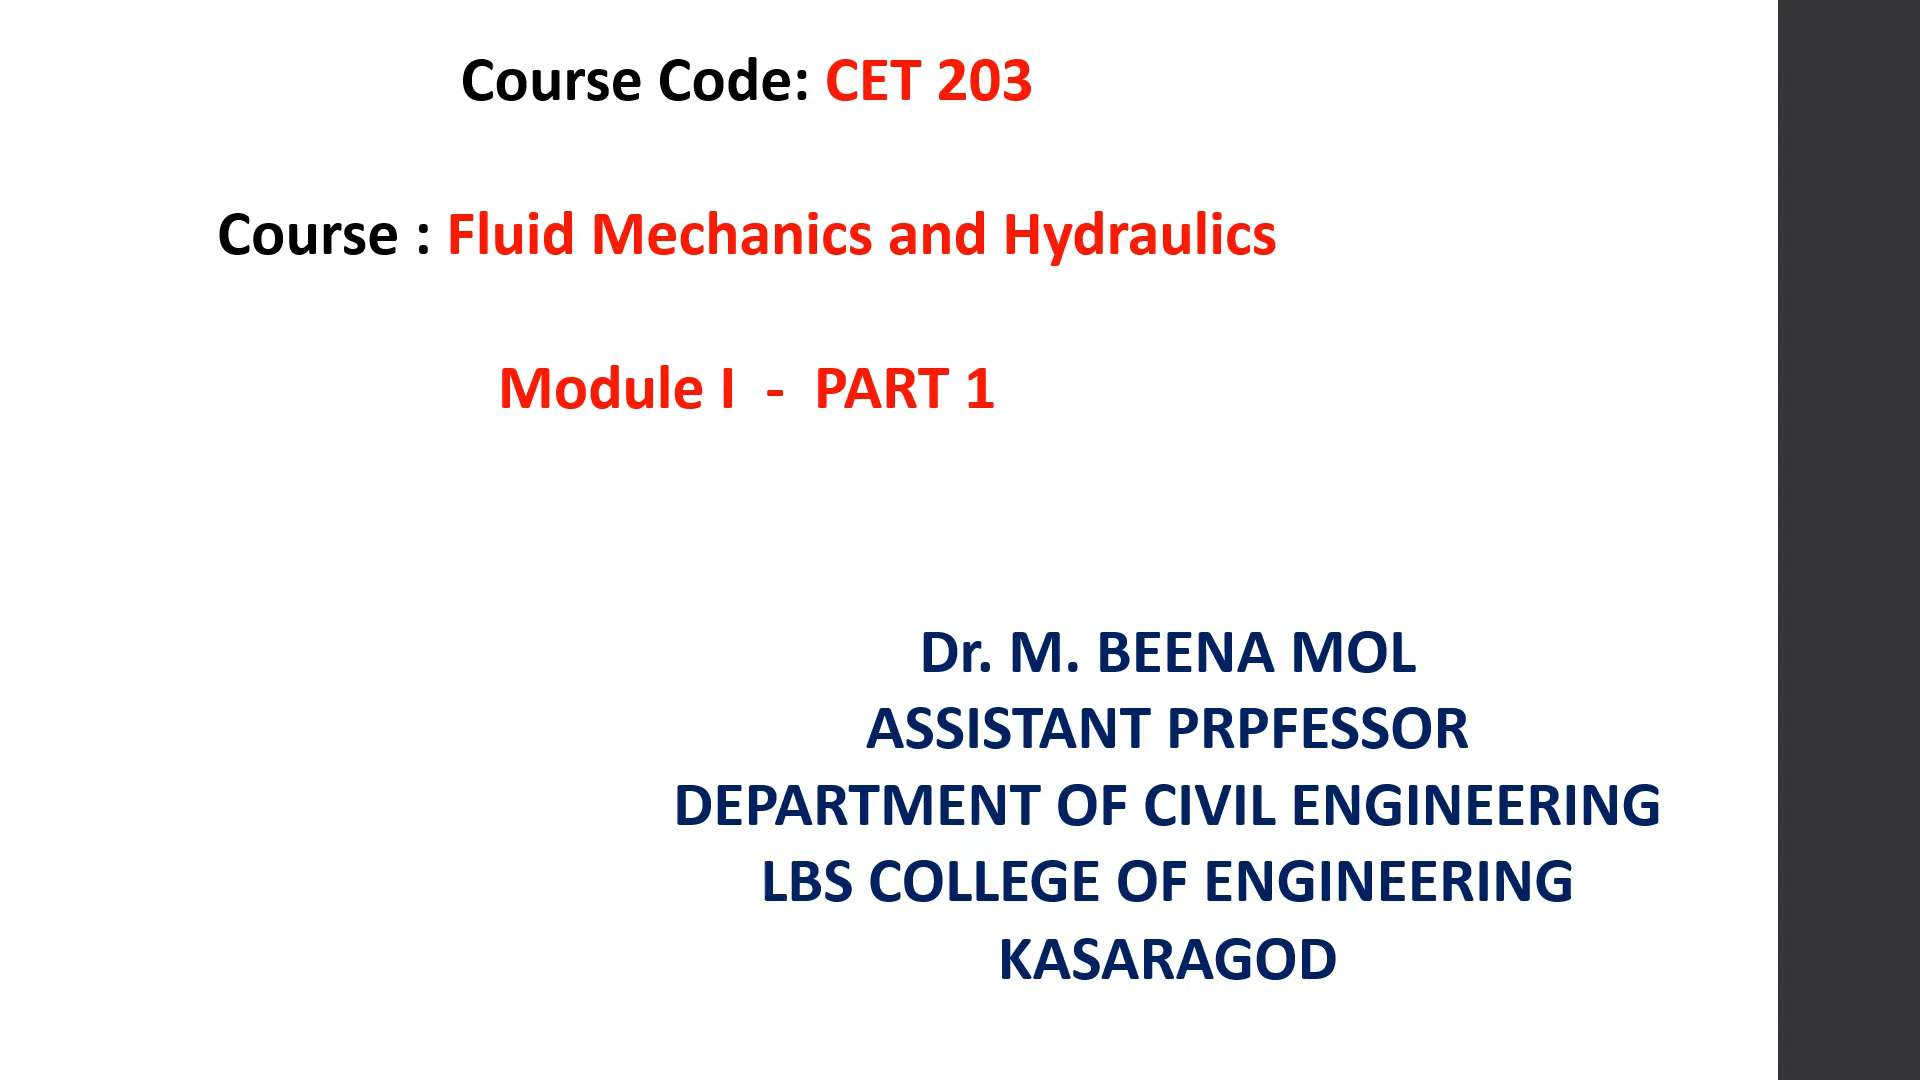 Course Code: CET 203
Course : Fluid Mechanics and Hydraulics
Module I - PART 1
Dr. M. BEENA MOL
ASSISTANT PRPFESSOR
DEPARTMENT OF CIVIL ENGINEERING
LBS COLLEGE OF ENGINEERING
KASARAGOD